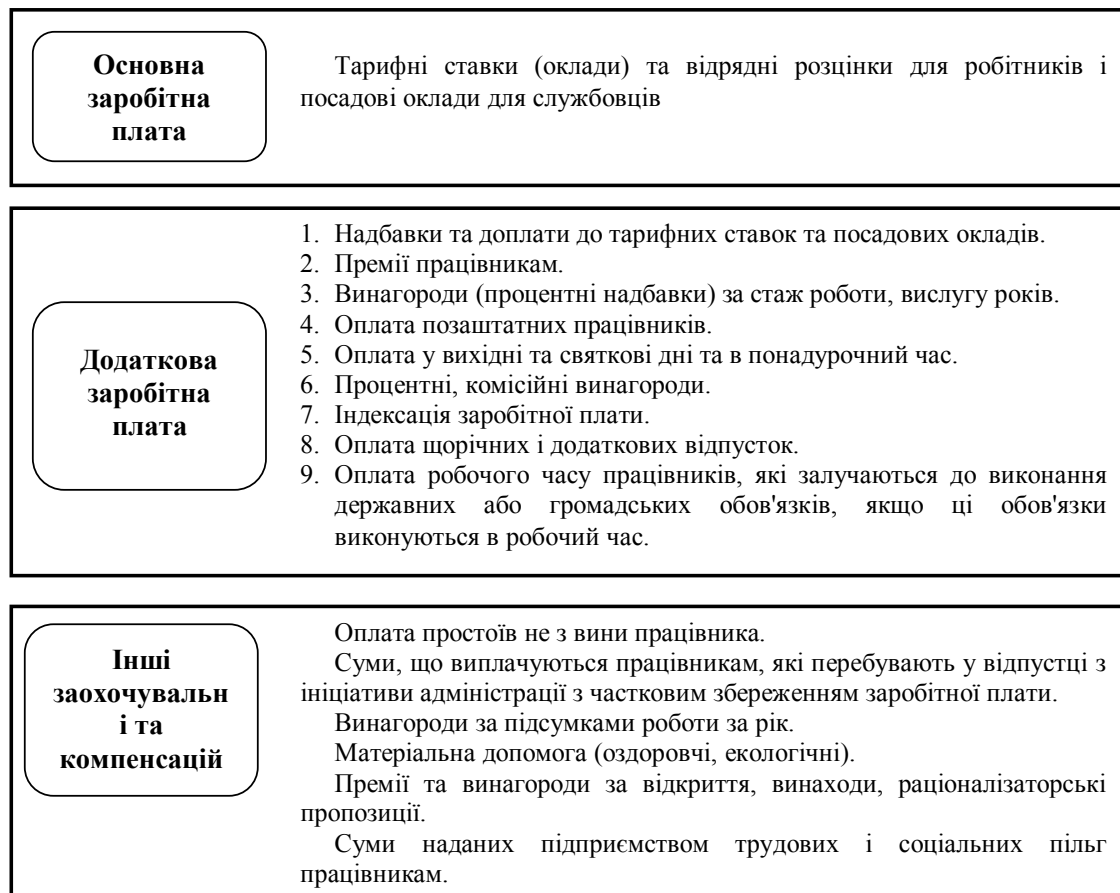 Основна
заробітна
плата
Тарифні ставки (оклади) та відрядні розцінки для робітників і
посадові оклади для службовців
Додаткова
заробітна
плата
1. Надбавки та доплати до тарифних ставок та посадових окладів.
2. Премії працівникам.
3. Винагороди (процентні надбавки) за стаж роботи, вислугу років.
4. Оплата позаштатних працівників.
5. Оплата у вихідні та святкові дні та в понадурочний час.
6. Процентні, комісійні винагороди.
7. Індексація заробітної плати.
8. Оплата щорічних і додаткових відпусток.
9. Оплата робочого часу працівників, які залучаються до виконання
державних або громадських обов'язків, якщо ці обов'язки
виконуються в робочий час.
Інші
заохочувальн
і та
компенсацій
Оплата простоїв не з вини працівника.
Суми, що виплачуються працівникам, які перебувають у відпустці з
ініціативи адміністрації з частковим збереженням заробітної плати.
Винагороди за підсумками роботи за рік.
Матеріальна допомога (оздоровчі, екологічні).
Премії та винагороди за відкриття, винаходи, раціоналізаторські
пропозиції.
Суми наданих підприємством трудових і соціальних пільг
працівникам.